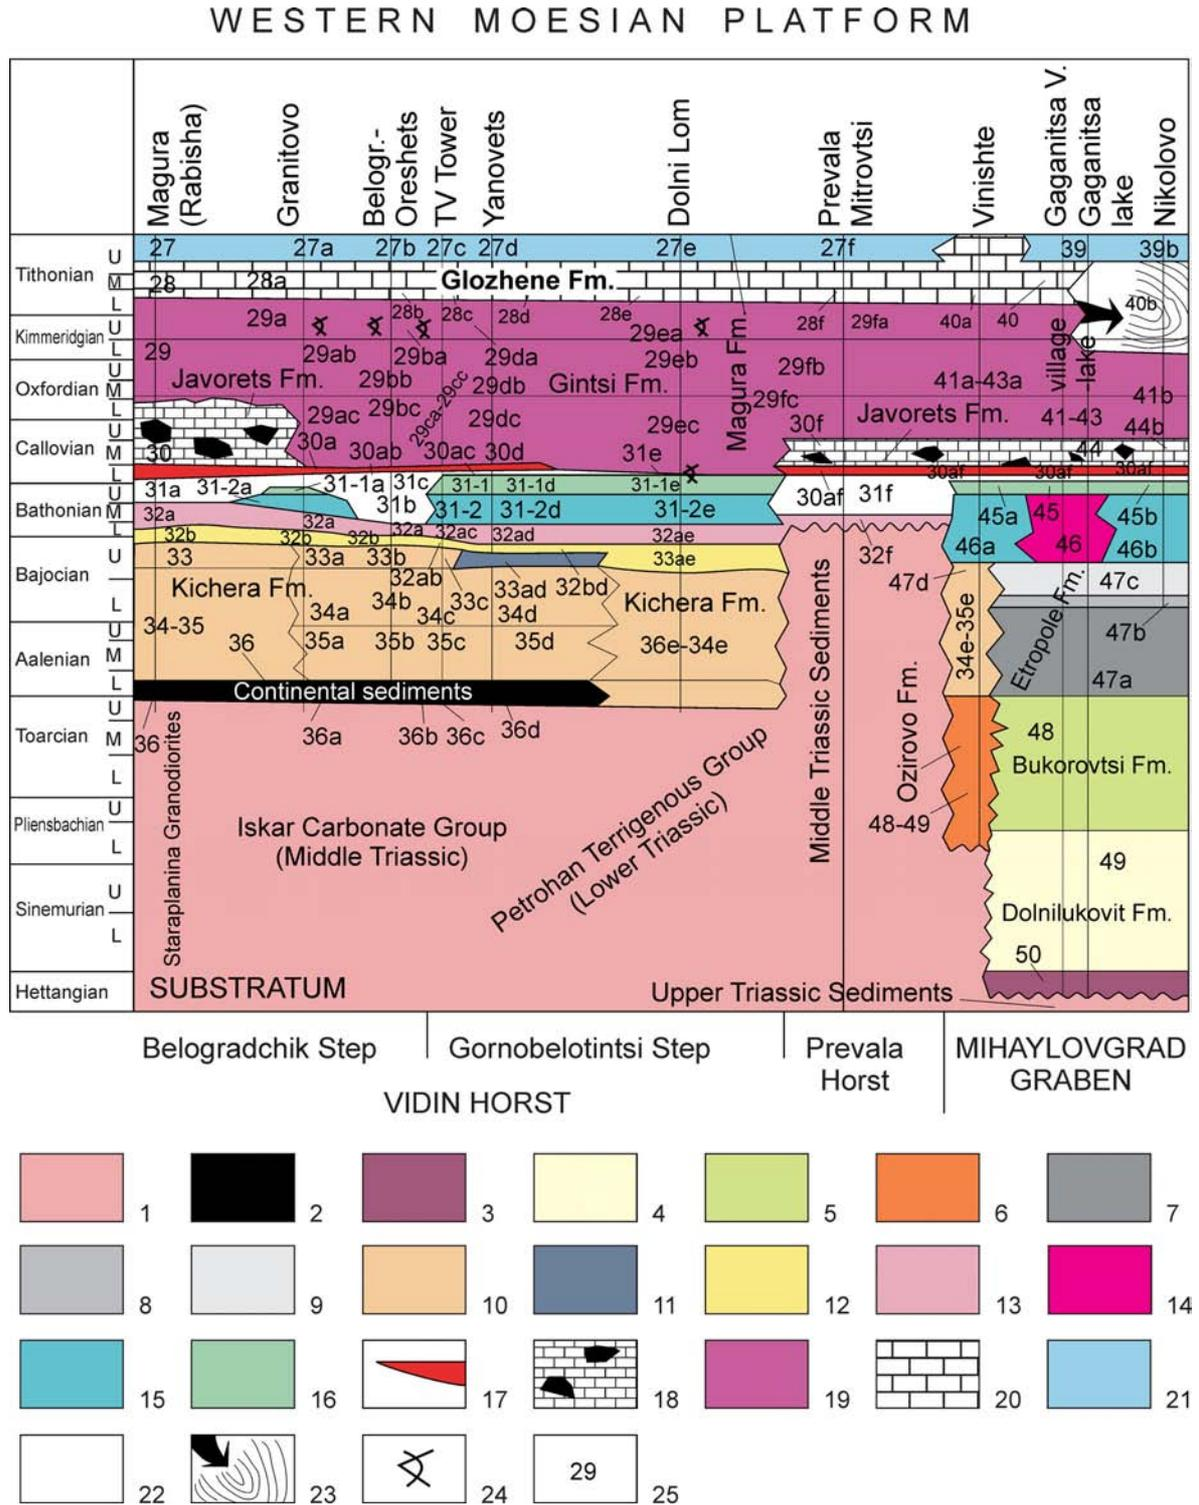 WESTERN MOESIAN PLATFORM
Magura
(Rabisha)
Granitovo
Belogr.-
Oreshets
TV Tower
Yanovets
Dolni Lom
Prevala
Mitrovtsi
Vinishte
Gaganitsa V.
Gaganitsa
lake
Nikolovo
Tithonian
U
M
L
27 27a 27b 27c 27d 27e 27f 39 39b
28 28a Glozhene Fm.
40b
Kimmeridgian
U
L
29a 28b 28c 28d 28e 29ea 28f 29fa 40a 40
29 29ab 29ba 29da 29eb 29fb
Magura Fm.
village
lake
Oxfordian
U
M
L
Javorets Fm. 29bb 29db Gintsi Fm. 41a-43a
29ac 29bc 29ca-29cc 29dc 29ec 29fc Javorets Fm. 41-43 41b
Callovian
U
M
L
30 30a 30ab 30ac 30d 31e 30f 44 44b
30af 30af 30af
Bathonian
U
M
L
31a 31-2a 31-1a 31c 31-1 31-1d 31-1e 30af 31f
31b 31-2 31-2d 31-2e 45a 45 45b
32a 32a 32a 32ac 32ad 32ae 32f 46a 46 46b
32b 32b 32b
Bajocian
U
L
33 33a 33b 33ae
Kichera Fm. 32ab 33ad 32bd Kichera Fm. 47d 47c
34a 34b 34c 33c 34d
Aalenian
U
M
L
34-35 36 35a 35b 35c 35d 36e-34e 34e-35e Etropole Fm. 47b
47a
Continental sediments
Toarcian
U
M
L
36 36a 36b 36c 36d
Staraplanina Granodiorites
Iskar Carbonate Group
(Middle Triassic)
Petrohan Terrigenous Group
(Lower Triassic)
Middle Triassic Sediments
Ozirovo Fm.
48
Bukorovtsi Fm.
Pliensbachian
U
L
48-49
Sinemurian
U
L
49
Dolnilukovit Fm.
50
Hettangian
SUBSTRATUM
Upper Triassic Sediments
Belogradchik Step
Gornobelotintsi Step
Prevala
Horst
MIHAYLOVGRAD
GRABEN
VIDIN HORST
1 2 3 4 5 6 7
8 9 10 11 12 13 14
15 16 17 18 19 20 21
22 23 24 29 25